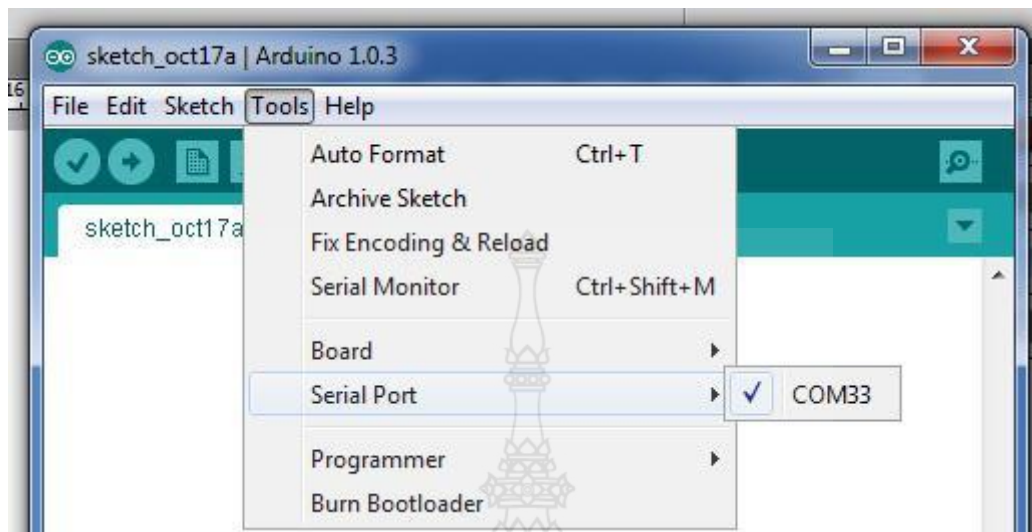 sketch_oct17a | Arduino 1.0.3
16
File Edit Sketch Tools Help
Auto Format Ctrl+T
Archive Sketch
sketch_oct17a
Fix Encoding & Reload
Serial Monitor Ctrl+Shift+M
Board
Serial Port
COM33
Programmer
Burn Bootloader